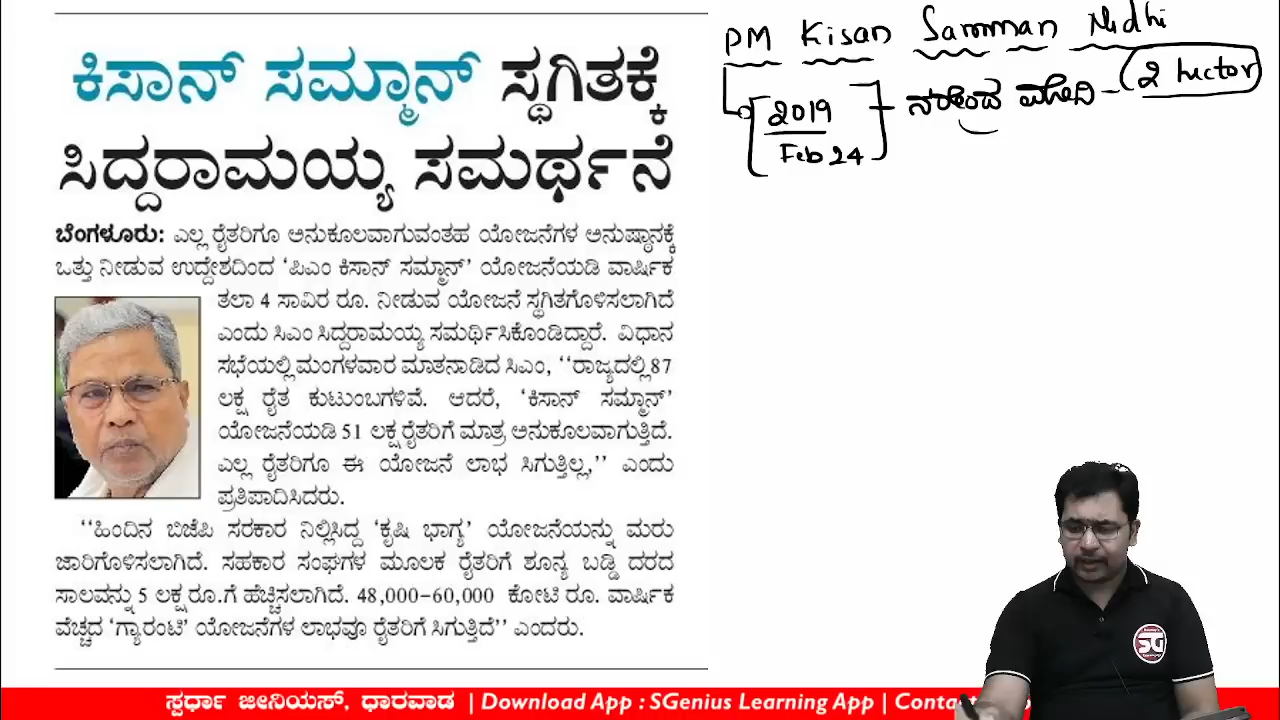 ಕಿಸಾನ್ ಸಮ್ಮಾನ್ ಸ್ಥಗಿತಕ್ಕೆ
ಸಿದ್ದರಾಮಯ್ಯ ಸಮರ್ಥನೆ
ಬೆಂಗಳೂರು: ಎಲ್ಲ ರೈತರಿಗೂ ಅನುಕೂಲವಾಗುವಂತಹ ಯೋಜನೆಗಳ ಅನುಷ್ಠಾನಕ್ಕೆ
ಒತ್ತು ನೀಡುವ ಉದ್ದೇಶದಿಂದ ‘ಪಿಎಂ ಕಿಸಾನ್ ಸಮ್ಮಾನ್’ ಯೋಜನೆಯಡಿ ವಾರ್ಷಿಕ
ತಲಾ 4 ಸಾವಿರ ರೂ. ನೀಡುವ ಯೋಜನೆ ಸ್ಥಗಿತಗೊಳಿಸಲಾಗಿದೆ
ಎಂದು ಸಿಎಂ ಸಿದ್ದರಾಮಯ್ಯ ಸಮರ್ಥಿಸಿಕೊಂಡಿದ್ದಾರೆ. ವಿಧಾನ
ಸಭೆಯಲ್ಲಿ ಮಂಗಳವಾರ ಮಾತನಾಡಿದ ಸಿಎಂ, ‘‘ರಾಜ್ಯದಲ್ಲಿ 87
ಲಕ್ಷ ರೈತ ಕುಟುಂಬಗಳಿವೆ. ಆದರೆ, ‘ಕಿಸಾನ್ ಸಮ್ಮಾನ್’
ಯೋಜನೆಯಡಿ 51 ಲಕ್ಷ ರೈತರಿಗೆ ಮಾತ್ರ ಅನುಕೂಲವಾಗುತ್ತಿದೆ.
ಎಲ್ಲ ರೈತರಿಗೂ ಈ ಯೋಜನೆ ಲಾಭ ಸಿಗುತ್ತಿಲ್ಲ,’’ ಎಂದು
ಪ್ರತಿಪಾದಿಸಿದರು.
‘‘ಹಿಂದಿನ ಬಿಜೆಪಿ ಸರಕಾರ ನಿಲ್ಲಿಸಿದ್ದ ‘ಕೃಷಿ ಭಾಗ್ಯ’ ಯೋಜನೆಯನ್ನು ಮರು
ಜಾರಿಗೊಳಿಸಲಾಗಿದೆ. ಸಹಕಾರ ಸಂಘಗಳ ಮೂಲಕ ರೈತರಿಗೆ ಶೂನ್ಯ ಬಡ್ಡಿ ದರದ
ಸಾಲವನ್ನು 5 ಲಕ್ಷ ರೂ.ಗೆ ಹೆಚ್ಚಿಸಲಾಗಿದೆ. 48,000-60,000 ಕೋಟಿ ರೂ. ವಾರ್ಷಿಕ
ವೆಚ್ಚದ ‘ಗ್ಯಾರಂಟಿ’ ಯೋಜನೆಗಳ ಲಾಭವೂ ರೈತರಿಗೆ ಸಿಗುತ್ತಿದೆ’’ ಎಂದರು.
PM Kisan Samman Nidhi
2019 ನರೇಂದ್ರ ಮೋದಿ - 2 hector
Feb 24
SG
ಸ್ಪರ್ಧಾ ಜೀನಿಯಸ್, ಧಾರವಾಡ | Download App : SGenius Learning App |